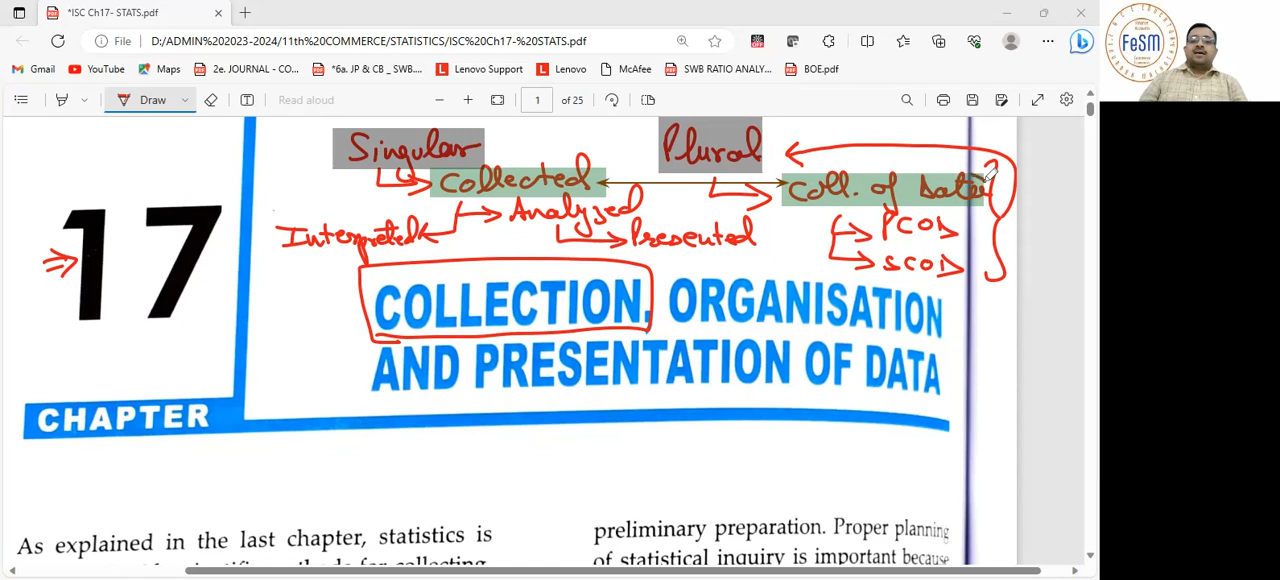 *ISC Ch17- STATS.pdf
File D:/ADMIN%202023-2024/11th%20COMMERCE/STATISTICS/ISC%20CH17-%20STATS.pdf
Gmail YouTube Maps 2e. JOURNAL - CO... *6a. JP & CB _ SWB.... Lenovo Support Lenovo McAfee SWB RATIO ANALY... BOE.pdf
Draw Read aloud 1 of 25
FeSM
Singular Plural
Collected Coll. of Data
Analyzed
Interpreted Presented PCOD
SCOD
17
COLLECTION, ORGANISATION
AND PRESENTATION OF DATA
CHAPTER
As explained in the last chapter, statistics is
preliminary preparation. Proper planning
of statistical inquiry is important because